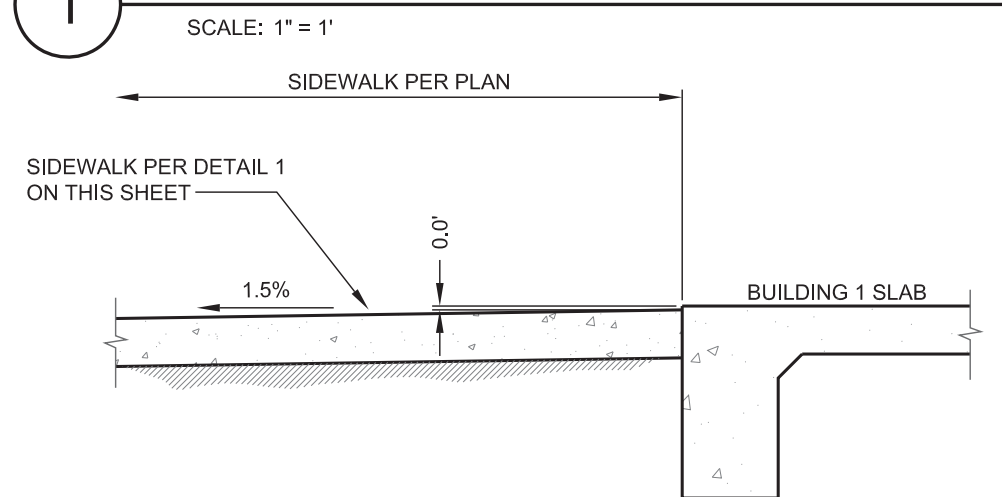 SCALE: 1" = 1'
SIDEWALK PER PLAN
SIDEWALK PER DETAIL 1
ON THIS SHEET
0.0'
1.5%
BUILDING 1 SLAB